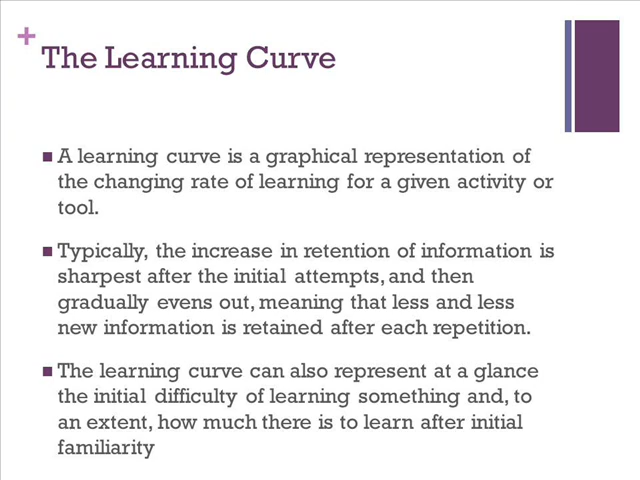 +
The Learning Curve
A learning curve is a graphical representation of
the changing rate of learning for a given activity or
tool.
Typically, the increase in retention of information is
sharpest after the initial attempts, and then
gradually evens out, meaning that less and less
new information is retained after each repetition.
The learning curve can also represent at a glance
the initial difficulty of learning something and, to
an extent, how much there is to learn after initial
familiarity